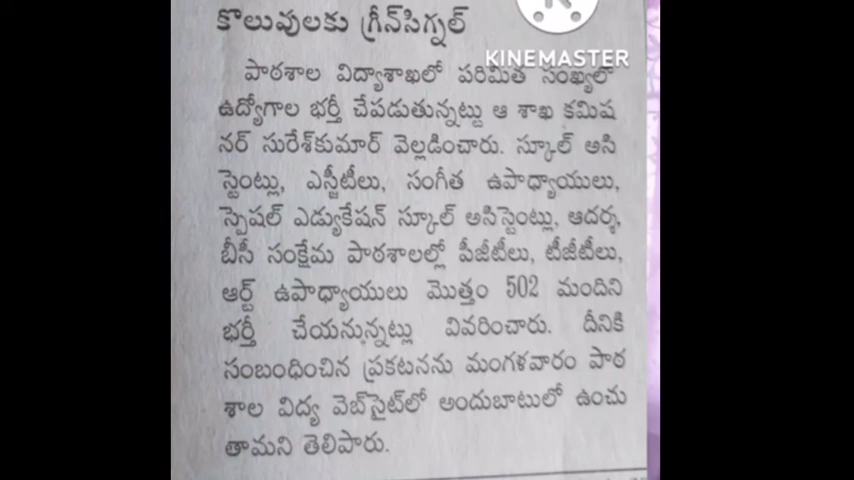 కొలువులకు గ్రీన్‌సిగ్నల్
KINEMASTER
పాఠశాల విద్యాశాఖలో పరిమిత సంఖ్యలో
ఉద్యోగాల భర్తీ చేపడుతున్నట్టు ఆ శాఖ కమిష
నర్ సురేశ్‌కుమార్ వెల్లడించారు. స్కూల్ అసి
స్టెంట్లు, ఎస్జీటీలు, సంగీత ఉపాధ్యాయులు,
స్పెషల్ ఎడ్యుకేషన్ స్కూల్ అసిస్టెంట్లు, ఆదర్శ,
బీసీ సంక్షేమ పాఠశాలల్లో పీజీటీలు, టీజీటీలు,
ఆర్ట్ ఉపాధ్యాయులు మొత్తం 502 మందిని
భర్తీ చేయనున్నట్లు వివరించారు. దీనికి
సంబంధించిన ప్రకటనను మంగళవారం పాఠ
శాల విద్య వెబ్‌సైట్‌లో అందుబాటులో ఉంచు
తామని తెలిపారు.